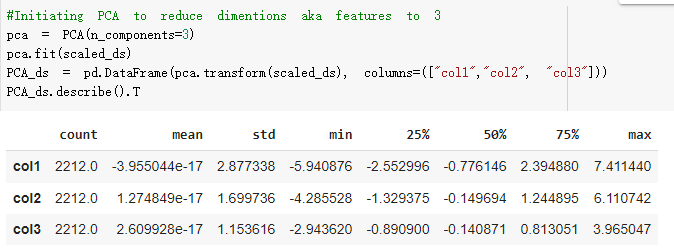 #Initiating PCA to reduce dimentions aka features to 3
pca = PCA(n_components=3)
pca.fit(scaled_ds)
PCA_ds = pd.DataFrame(pca.transform(scaled_ds), columns=(["col1","col2", "col3"]))
PCA_ds.describe().T
count mean std min 25% 50% 75% max
col1 2212.0 -3.955044e-17 2.877338 -5.940876 -2.552996 -0.776146 2.394880 7.411440
col2 2212.0 1.274849e-17 1.699736 -4.285528 -1.329375 -0.149694 1.244895 6.110742
col3 2212.0 2.609928e-17 1.153616 -2.943620 -0.890900 -0.140871 0.813051 3.965047